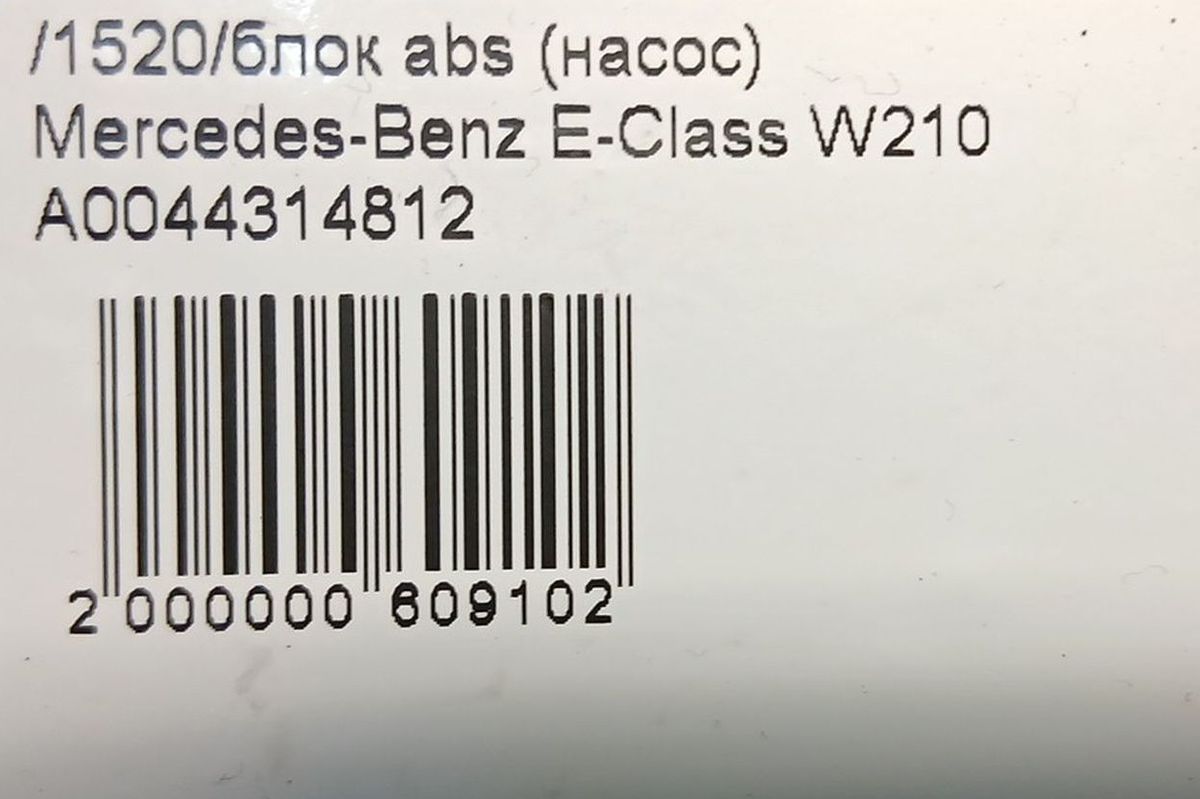 /1520/блок abs (насос)
Mercedes-Benz E-Class W210
A0044314812
2 000000 609102